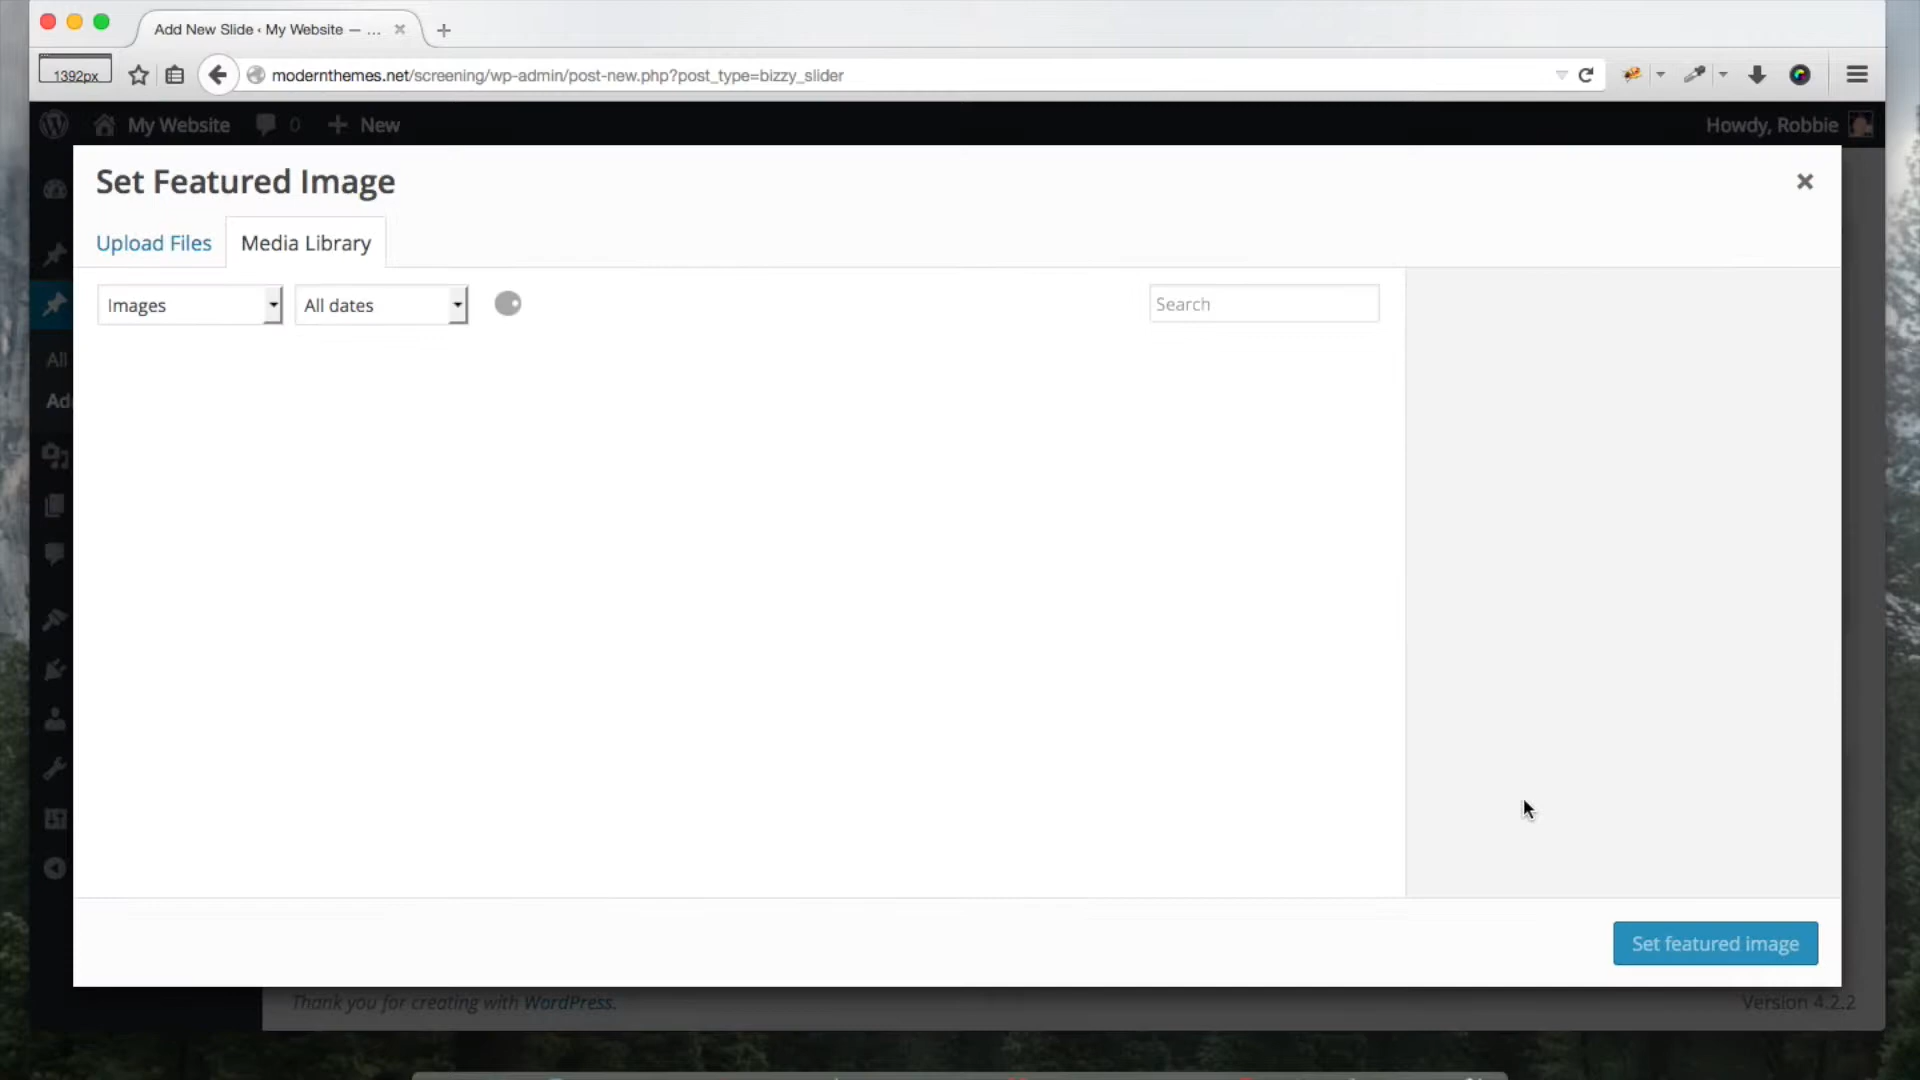 Add New Slide ‹ My Website — ...
1392px
modernthemes.net/screening/wp-admin/post-new.php?post_type=bizzy_slider
My Website 0 New Howdy, Robbie
Set Featured Image
Upload Files Media Library
Images All dates Search
All
Ad
Set featured image
Thank you for creating with WordPress. Version 4.2.2